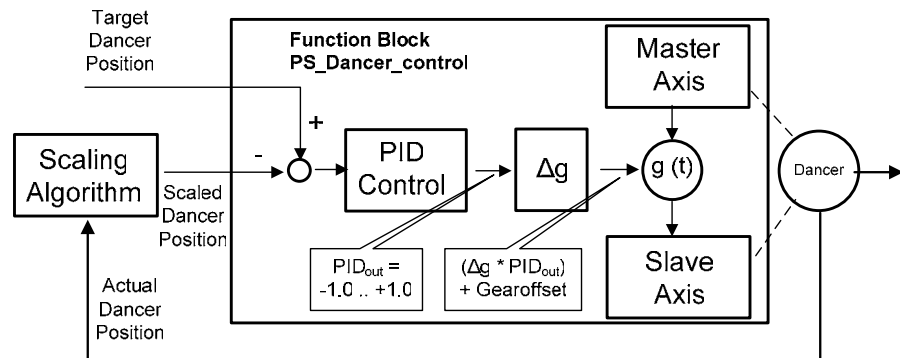 Target
Dancer
Position
Function Block
PS_Dancer_control
Master
Axis
+
-
Scaling
Algorithm
Scaled
Dancer
Position
PID
Control
Δg
g (t)
Dancer
PIDout =
-1.0 .. +1.0
(Δg * PIDout)
+ Gearoffset
Slave
Axis
Actual
Dancer
Position